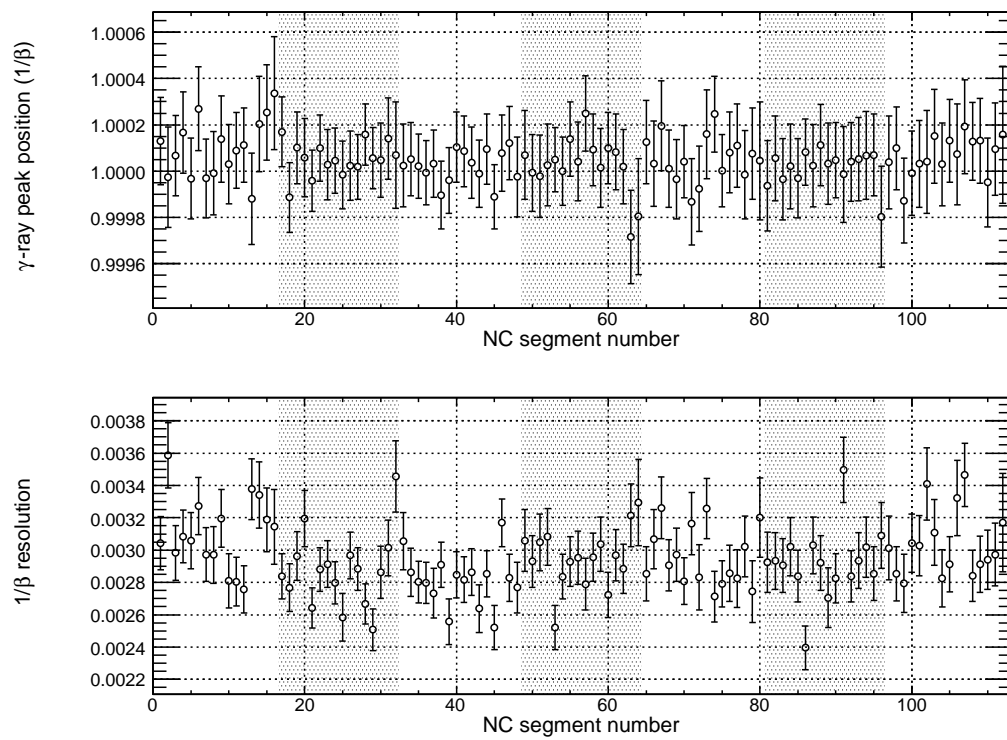 γ-ray peak position (1/β)
1.0006
1.0004
1.0002
1.0000
0.9998
0.9996
0 20 40 60 80 100
NC segment number
1/β resolution
0.0038
0.0036
0.0034
0.0032
0.0030
0.0028
0.0026
0.0024
0.0022
0 20 40 60 80 100
NC segment number